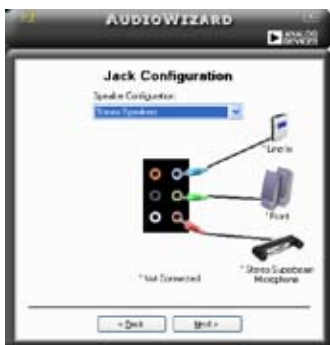 AUDIOWIZARD
ANALOG
DEVICES
Jack Configuration
Speaker Configuration:
Stereo Speakers
*Line In
*Front
*Stereo Superbeam
Microphone
*Not Connected
< Back
Next >